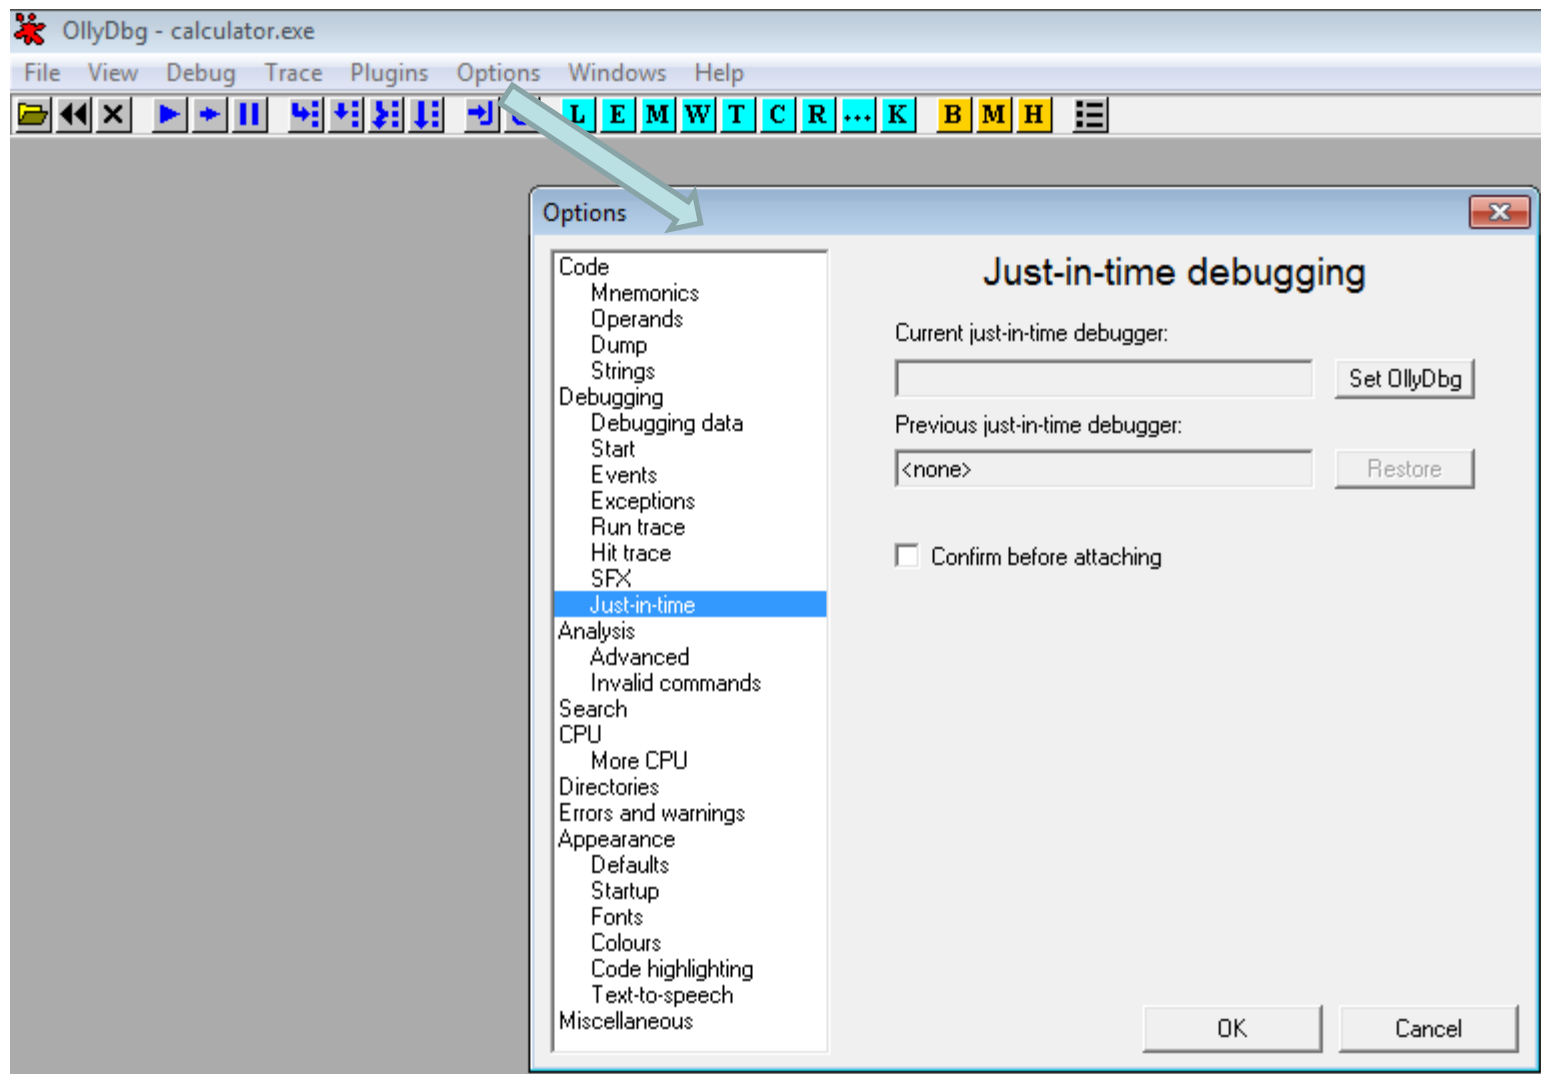 OllyDbg - calculator.exe
File View Debug Trace Plugins Options Windows Help
L E M W T C R ... K B M H
Options
Code
Mnemonics
Operands
Dump
Strings
Debugging
Debugging data
Start
Events
Exceptions
Run trace
Hit trace
SFX
Just-in-time
Analysis
Advanced
Invalid commands
Search
CPU
More CPU
Directories
Errors and warnings
Appearance
Defaults
Startup
Fonts
Colours
Code highlighting
Text-to-speech
Miscellaneous
Just-in-time debugging
Current just-in-time debugger:
Set OllyDbg
Previous just-in-time debugger:
<none>
Restore
Confirm before attaching
OK Cancel